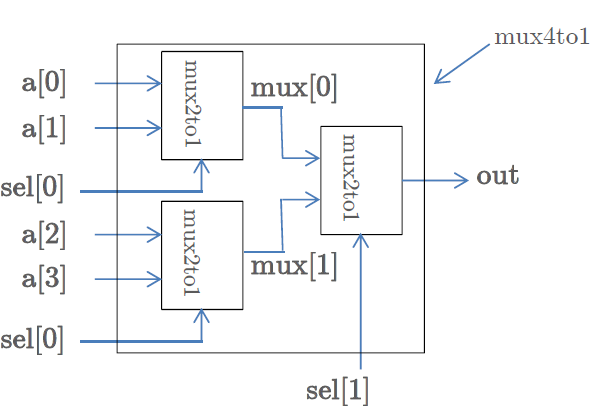 mux4to1
a[0]
mux2to1
mux[0]
a[1]
mux2to1
out
sel[0]
a[2]
mux2to1
mux[1]
a[3]
sel[0]
sel[1]